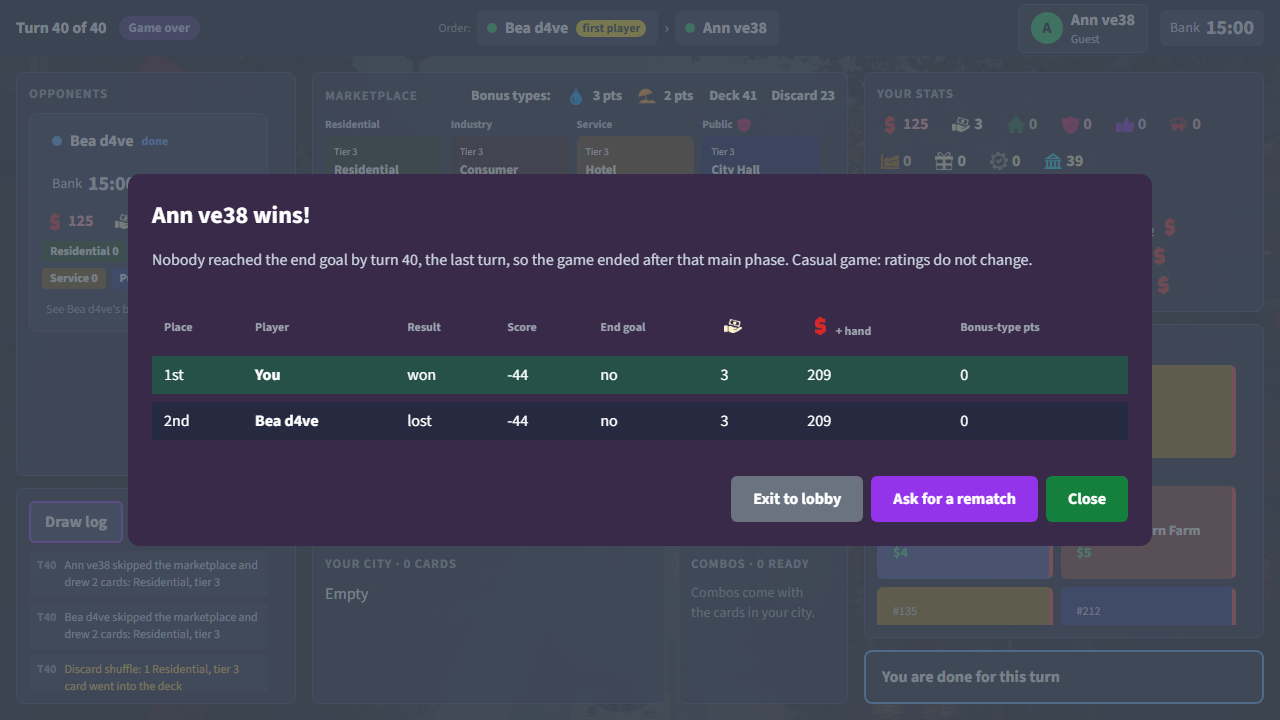 Turn 40 of 40 Game over
Order: Bea d4ve first player › Ann ve38
A Ann ve38
Guest
Bank 15:00
OPPONENTS
Bea d4ve done
Bank 15:00
125
Residential 0
Service 0
See Bea d4ve's b
MARKETPLACE Bonus types: 3 pts 2 pts Deck 41 Discard 23
Residential Industry Service Public
Tier 3 Tier 3 Tier 3 Tier 3
Residential Consumer Hotel City Hall
YOUR STATS
125 3 0 0 0 0
0 0 0 39
Ann ve38 wins!
Nobody reached the end goal by turn 40, the last turn, so the game ended after that main phase. Casual game: ratings do not change.
Place Player Result Score End goal + hand Bonus-type pts
1st You won -44 no 3 209 0
2nd Bea d4ve lost -44 no 3 209 0
Exit to lobby Ask for a rematch Close
Draw log
T40 Ann ve38 skipped the marketplace and
drew 2 cards: Residential, tier 3
T40 Bea d4ve skipped the marketplace and
drew 2 cards: Residential, tier 3
T40 Discard shuffle: 1 Residential, tier 3
card went into the deck
YOUR CITY · 0 CARDS
Empty
COMBOS · 0 READY
Combos come with
the cards in your city.
rn Farm
$4 $5
#135 #212
You are done for this turn